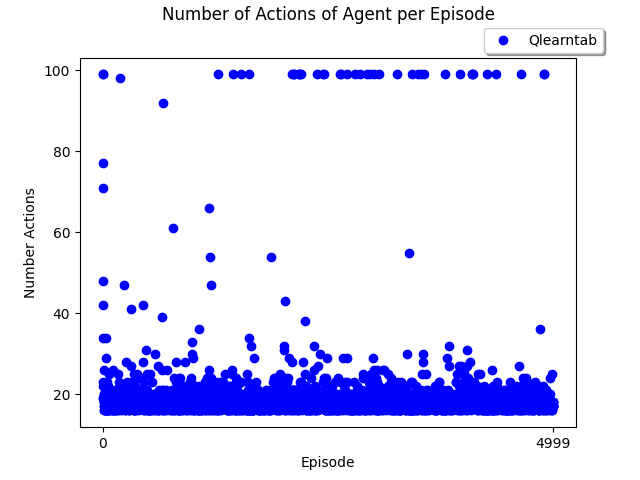 Number of Actions of Agent per Episode
Qlearntab
100
80
60
40
20
Number Actions
0
4999
Episode